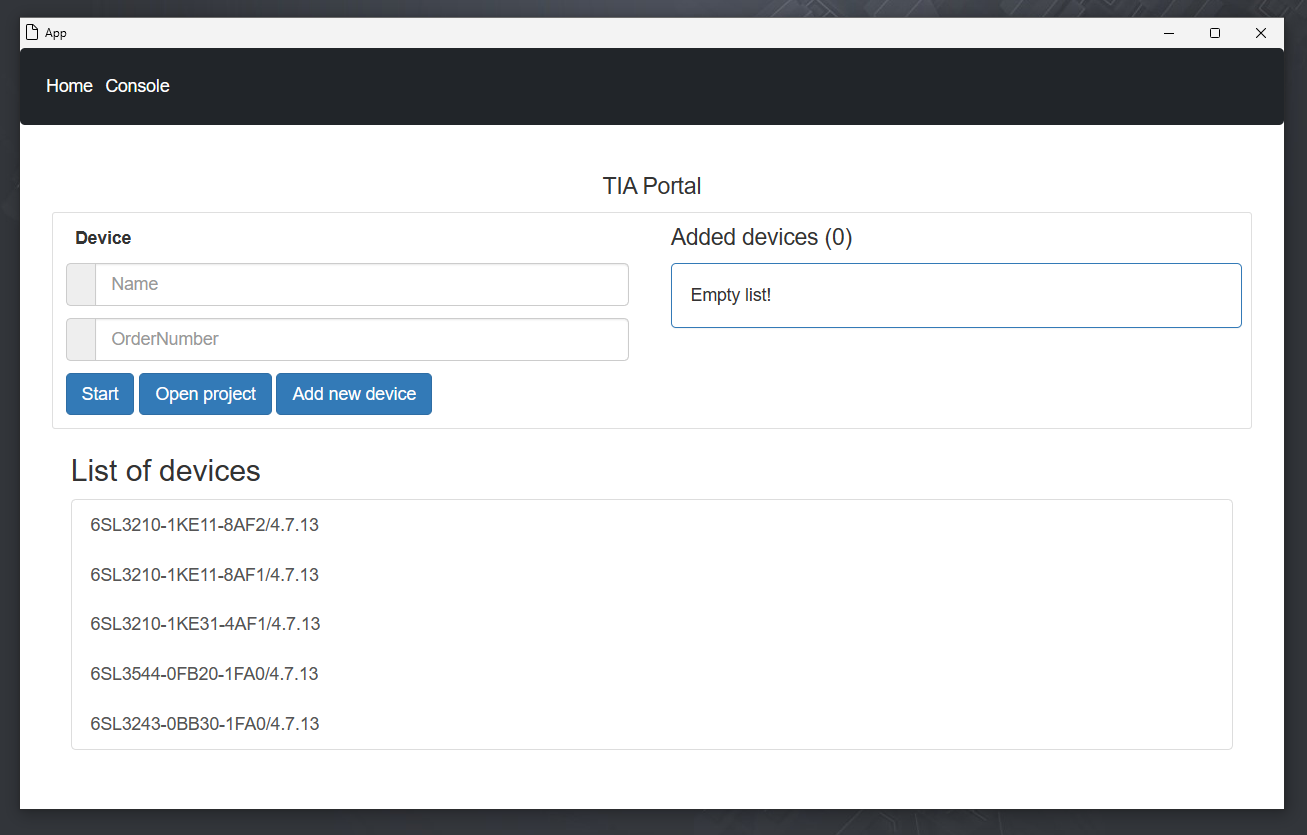 App
Home Console
TIA Portal
Device
Name
OrderNumber
Start Open project Add new device
Added devices (0)
Empty list!
List of devices
6SL3210-1KE11-8AF2/4.7.13
6SL3210-1KE11-8AF1/4.7.13
6SL3210-1KE31-4AF1/4.7.13
6SL3544-0FB20-1FA0/4.7.13
6SL3243-0BB30-1FA0/4.7.13